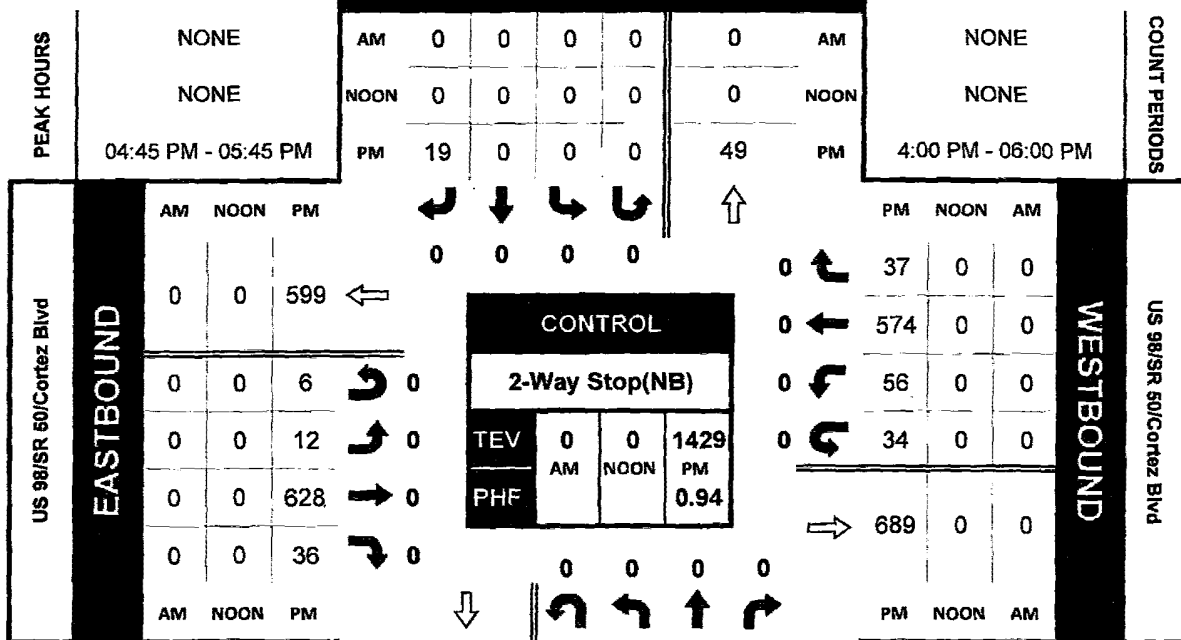 PEAK HOURS
NONE
NONE
04:45 PM - 05:45 PM
AM 0 0 0 0 0 AM
NOON 0 0 0 0 0 NOON
PM 19 0 0 0 49 PM
NONE
NONE
4:00 PM - 06:00 PM
COUNT PERIODS
0 0 0 0
US 98/SR 50/Cortez Blvd
EASTBOUND
AM NOON PM
0 0 599
0 0 6 0
0 0 12 0
0 0 628 0
0 0 36 0
AM NOON PM
CONTROL
2-Way Stop(NB)
TEV 0 0 1429
AM NOON PM
PHF 0.94
PM NOON AM
0 37 0 0
0 574 0 0
0 56 0 0
0 34 0 0
689 0 0
PM NOON AM
WESTBOUND
US 98/SR 50/Cortez Blvd
0 0 0 0